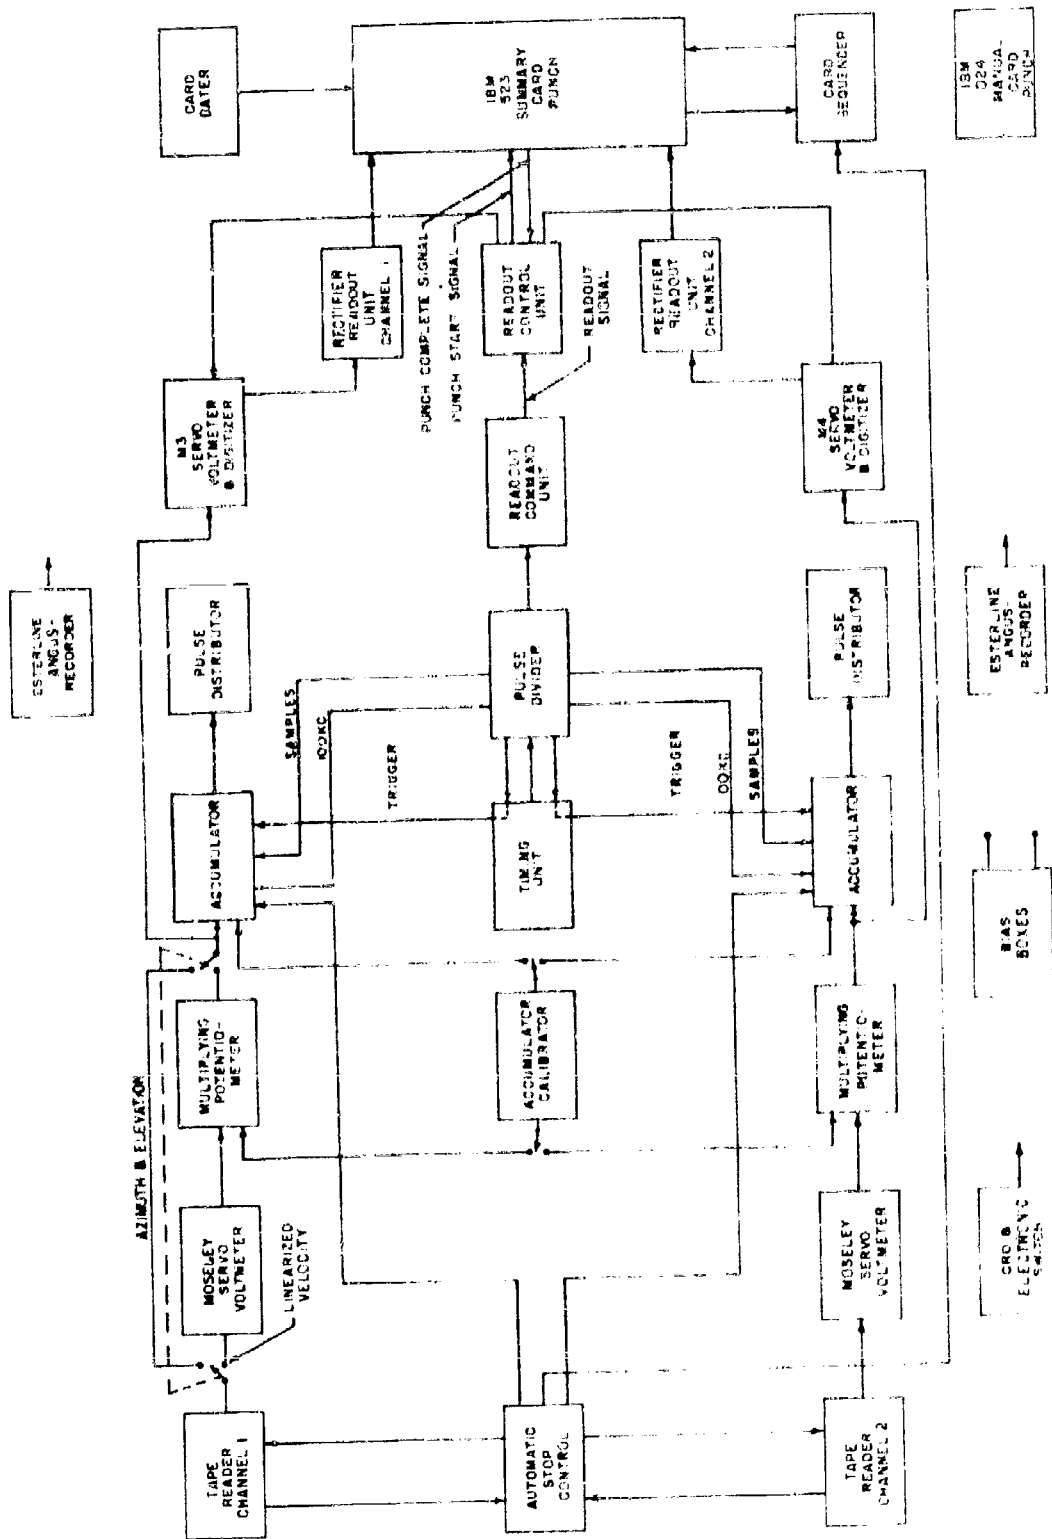 TAPE
READER
CHANNEL 1
AZIMUTH & ELEVATION
LINEARIZED
VELOCITY
MOSELEY
SERVO
VOLTMETER
MULTIPLYING
POTENTIO-
METER
ACCUMULATOR
PULSE
DISTRIBUTOR
ESTERLINE
ANGUS-
RECORDER
M3
SERVO
VOLTMETER
& DIGITIZER
RECTIFIER
READOUT
UNIT
CHANNEL 1
CARD
DATER
IBM
523
SUMMARY
CARD
PUNCH
PUNCH COMPLETE SIGNAL
PUNCH START SIGNAL
SAMPLES
100KC
TRIGGER
AUTOMATIC
STOP
CONTROL
ACCUMULATOR
CALIBRATOR
TIMING
UNIT
PULSE
DIVIDER
READOUT
COMMAND
UNIT
READOUT
CONTROL
UNIT
READOUT
SIGNAL
TRIGGER
00KC
SAMPLES
TAPE
READER
CHANNEL 2
MOSELEY
SERVO
VOLTMETER
MULTIPLYING
POTENTIO-
METER
ACCUMULATOR
PULSE
DISTRIBUTOR
M4
SERVO
VOLTMETER
& DIGITIZER
RECTIFIER
READOUT
UNIT
CHANNEL 2
CARD
SEQUENCER
CRO &
ELECTRONIC
SWITCH
BIAS
BOXES
ESTERLINE
ANGUS-
RECORDER
IBM
024
MANUAL
CARD
PUNCH